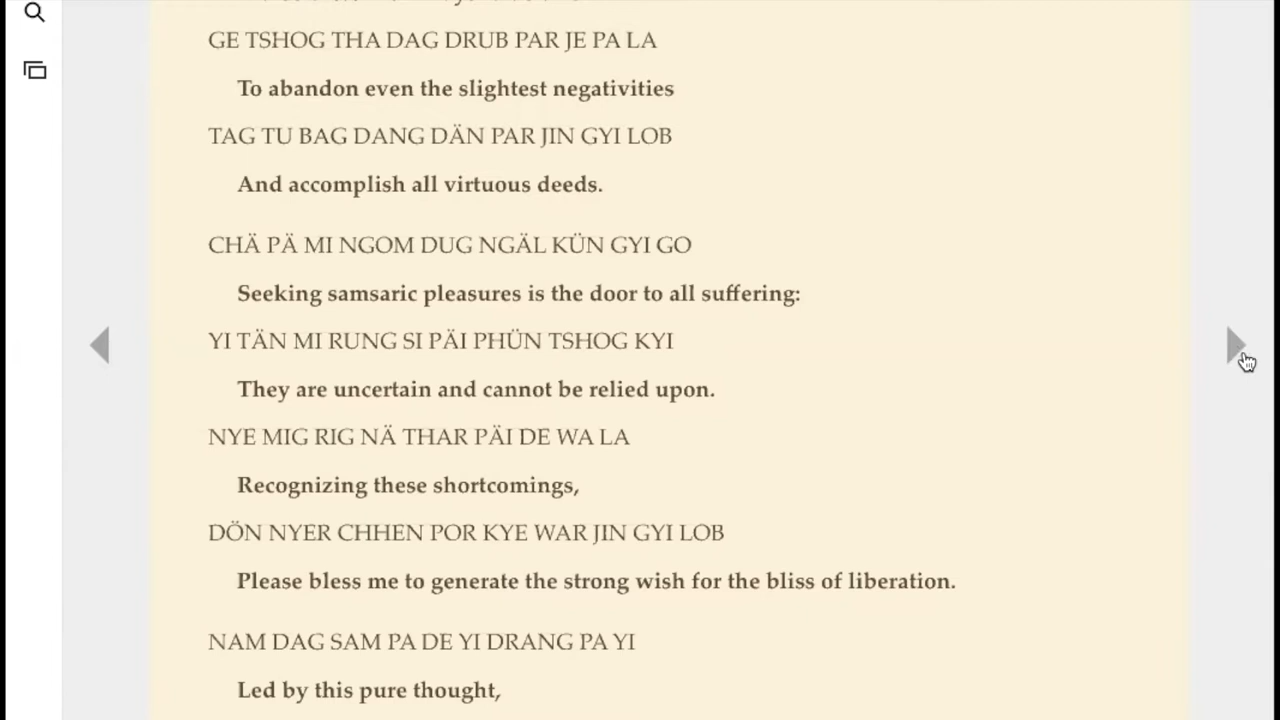 GE TSHOG THA DAG DRUB PAR JE PA LA
To abandon even the slightest negativities
TAG TU BAG DANG DÄN PAR JIN GYI LOB
And accomplish all virtuous deeds.
CHÄ PÄ MI NGOM DUG NGÄL KÜN GYI GO
Seeking samsaric pleasures is the door to all suffering:
YI TÄN MI RUNG SI PÄI PHÜN TSHOG KYI
They are uncertain and cannot be relied upon.
NYE MIG RIG NÄ THAR PÄI DE WA LA
Recognizing these shortcomings,
DÖN NYER CHHEN POR KYE WAR JIN GYI LOB
Please bless me to generate the strong wish for the bliss of liberation.
NAM DAG SAM PA DE YI DRANG PA YI
Led by this pure thought,